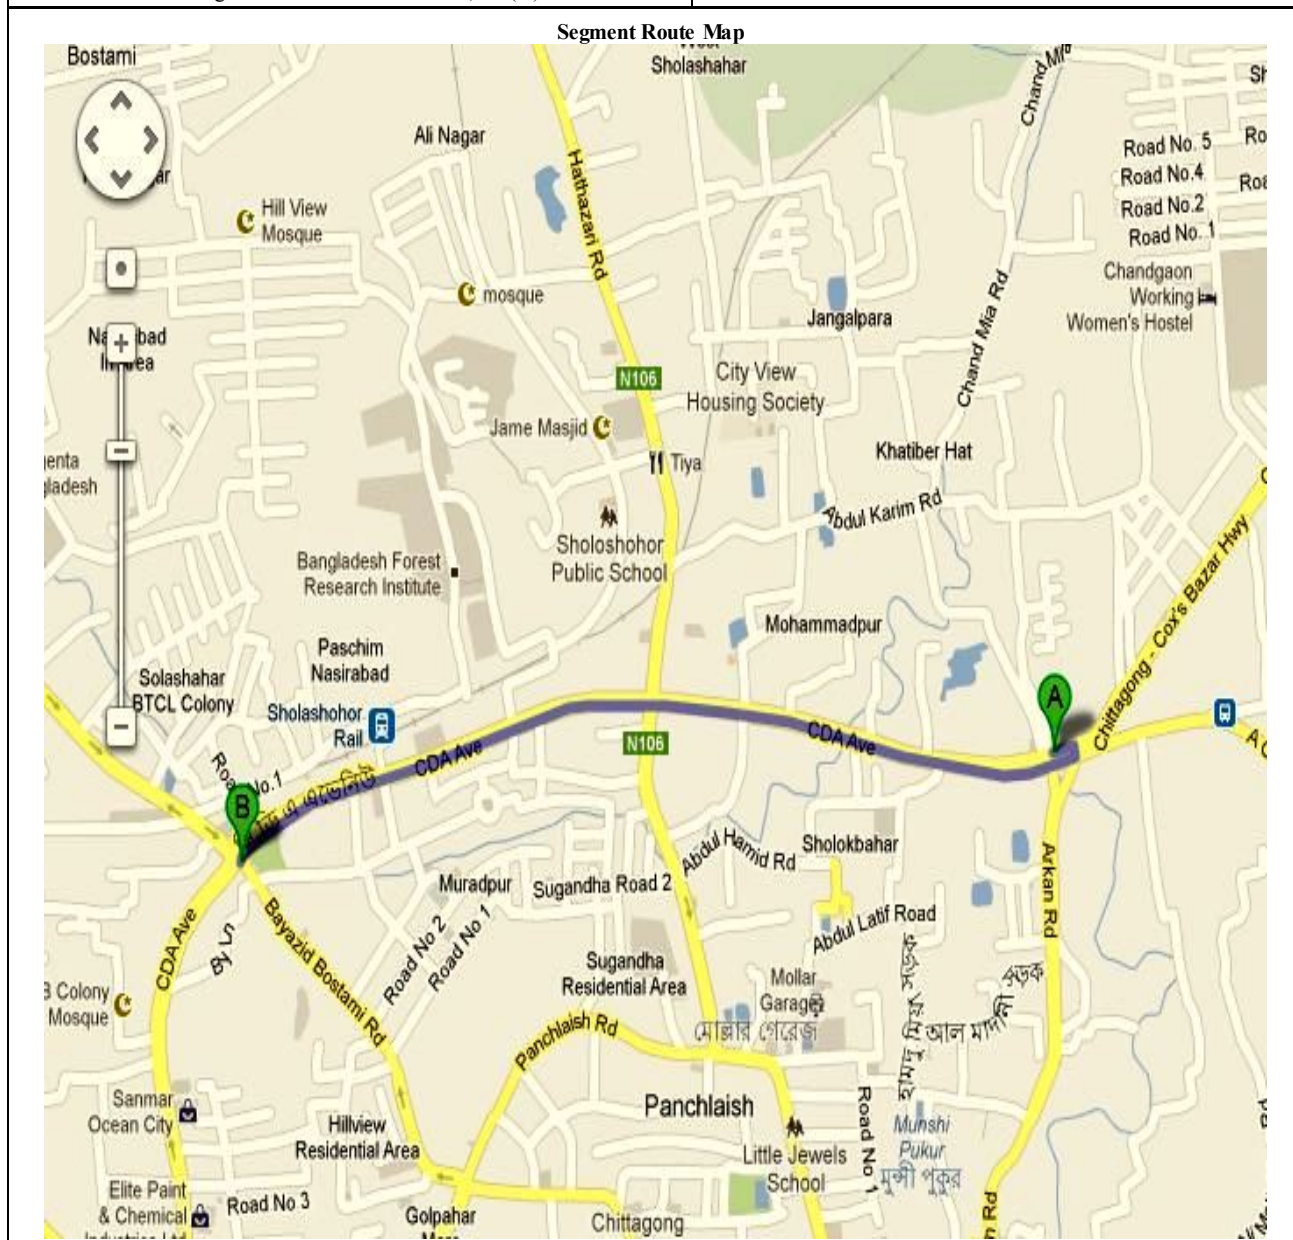 Segment Route Map
Bostami
West
Sholashahar
Chand Mia
Ali Nagar
Hathazari Rd
Road No. 5
Road No.4
Road No.2
Road No. 1
Hill View
Mosque
mosque
Chandgaon
Working
Women's Hostel
Jangalpara
Chand Mia Rd
N106
City View
Housing Society
Jame Masjid
Tiya
Khatiber Hat
Abdul Karim Rd
Sholoshohor
Public School
Bangladesh Forest
Research Institute
Chittagong - Cox's Bazar Hwy
Mohammadpur
Paschim
Nasirabad
Solashahar
BTCL Colony
Sholashohor
Rail
A
CDA Ave
CDA Ave
N106
B
Abdul Hamid Rd
Sholokbahar
Arkan Rd
Muradpur
Sugandha Road 2
Road No 2
Road No 1
Abdul Latif Road
CDA Ave
Bayazid Bostami Rd
Sugandha
Residential Area
Mollar
Garage
মোল্লার গেরেজ
আল মাদানী সড়ক
Colony
Mosque
Panchlaish Rd
Panchlaish
Road No 1
Sanmar
Ocean City
Hillview
Residential Area
Munshi
Pukur
মুন্সী পুকুর
Little Jewels
School
Elite Paint
& Chemical
Road No 3
Golpahar
Chittagong